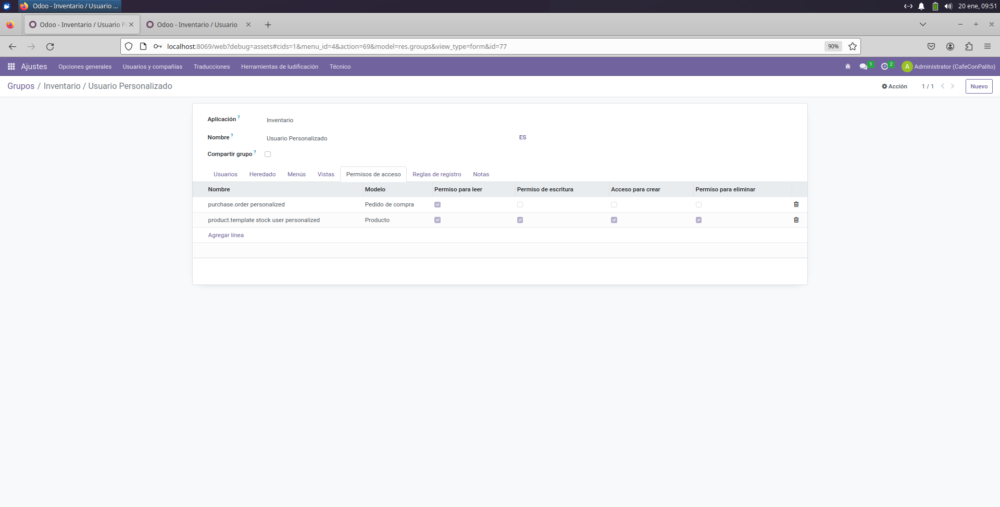 Odoo - Inventario / Usuario ...
20 ene, 09:51
Odoo - Inventario / Usuario P
Odoo - Inventario / Usuario
localhost:8069/web?debug=assets#cids=1&menu_id=4&action=69&model=res.groups&view_type=form&id=77
90%
Ajustes Opciones generales Usuarios y compañías Traducciones Herramientas de ludificación Técnico
1 2 A Administrator (CafeConPalito)
Grupos / Inventario / Usuario Personalizado
Acción 1 / 1 Nuevo
Aplicación ? Inventario
Nombre ? Usuario Personalizado ES
Compartir grupo ?
Usuarios Heredado Menús Vistas Permisos de acceso Reglas de registro Notas
Nombre Modelo Permiso para leer Permiso de escritura Acceso para crear Permiso para eliminar
purchase.order personalized Pedido de compra
product.template stock user personalized Producto
Agregar línea